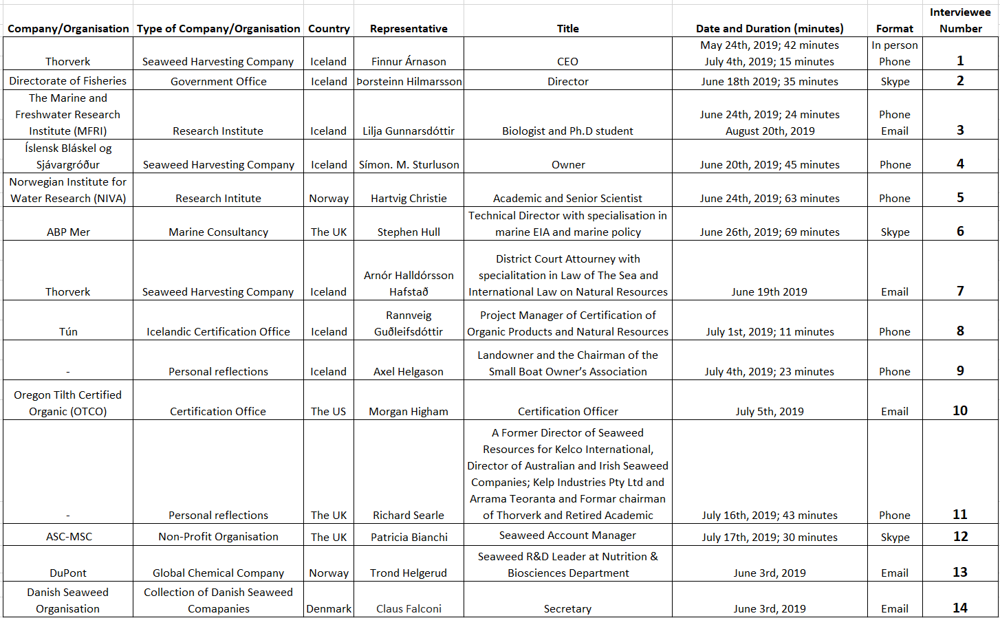 Company/Organisation Type of Company/Organisation Country Representative Title Date and Duration (minutes) Format Interviewee Number
Thorverk Seaweed Harvesting Company Iceland Finnur Árnason CEO May 24th, 2019; 42 minutes In person
July 4th, 2019; 15 minutes Phone 1
Directorate of Fisheries Government Office Iceland Þorsteinn Hilmarsson Director June 18th 2019; 35 minutes Skype 2
The Marine and
Freshwater Research
Institute (MFRI) Research Institute Iceland Lilja Gunnarsdóttir Biologist and Ph.D student June 24th, 2019; 24 minutes Phone
August 20th, 2019 Email 3
Íslensk Bláskel og
Sjávargróður Seaweed Harvesting Company Iceland Símon. M. Sturluson Owner June 20th, 2019; 45 minutes Phone 4
Norwegian Institute for
Water Research (NIVA) Research Intitute Norway Hartvig Christie Academic and Senior Scientist June 24th, 2019; 63 minutes Phone 5
ABP Mer Marine Consultancy The UK Stephen Hull Technical Director with specialisation in
marine EIA and marine policy June 26th, 2019; 69 minutes Skype 6
Thorverk Seaweed Harvesting Company Iceland Arnór Halldórsson
Hafstað District Court Attourney with
specialitation in Law of The Sea and
International Law on Natural Resources June 19th 2019 Email 7
Tún Icelandic Certification Office Iceland Rannveig
Guðleifsdóttir Project Manager of Certification of
Organic Products and Natural Resources July 1st, 2019; 11 minutes Phone 8
- Personal reflections Iceland Axel Helgason Landowner and the Chairman of the
Small Boat Owner’s Association July 4th, 2019; 23 minutes Phone 9
Oregon Tilth Certified
Organic (OTCO) Certification Office The US Morgan Higham Certification Officer July 5th, 2019 Email 10
- Personal reflections The UK Richard Searle A Former Director of Seaweed
Resources for Kelco International,
Director of Australian and Irish Seaweed
Companies; Kelp Industries Pty Ltd and
Arrama Teoranta and Formar chairman
of Thorverk and Retired Academic July 16th, 2019; 43 minutes Phone 11
ASC-MSC Non-Profit Organisation The UK Patricia Bianchi Seaweed Account Manager July 17th, 2019; 30 minutes Skype 12
DuPont Global Chemical Company Norway Trond Helgerud Seaweed R&D Leader at Nutrition &
Biosciences Department June 3rd, 2019 Email 13
Danish Seaweed
Organisation Collection of Danish Seaweed
Comapanies Denmark Claus Falconi Secretary June 3rd, 2019 Email 14